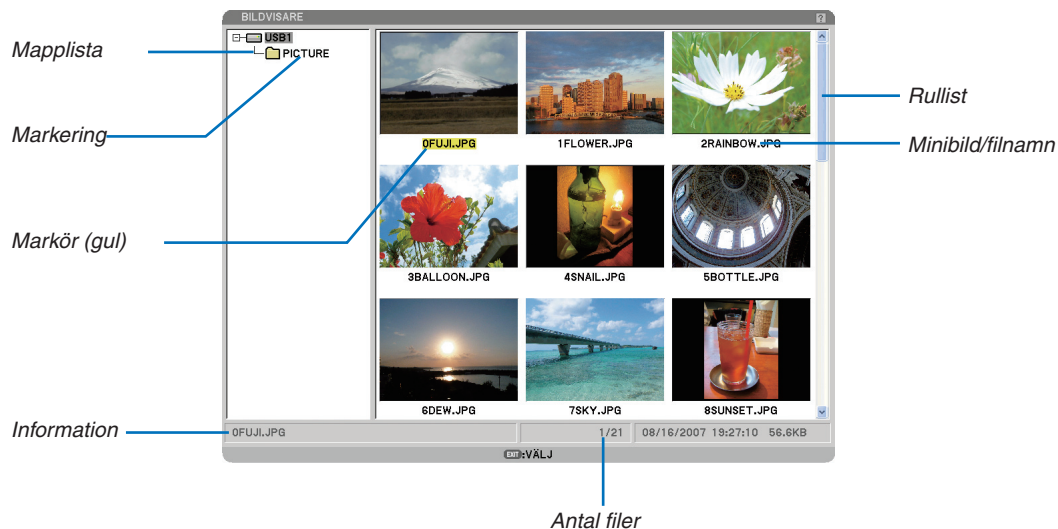 BILDVISARE
?
USB1
PICTURE
Mapplista
Markering
Markör (gul)
Information
Rullist
Minibild/filnamn
0FUJI.JPG
1FLOWER.JPG
2RAINBOW.JPG
3BALLOON.JPG
4SNAIL.JPG
5BOTTLE.JPG
6DEW.JPG
7SKY.JPG
8SUNSET.JPG
0FUJI.JPG
1/21
08/16/2007 19:27:10 56.6KB
EXIT:VÄLJ
Antal filer